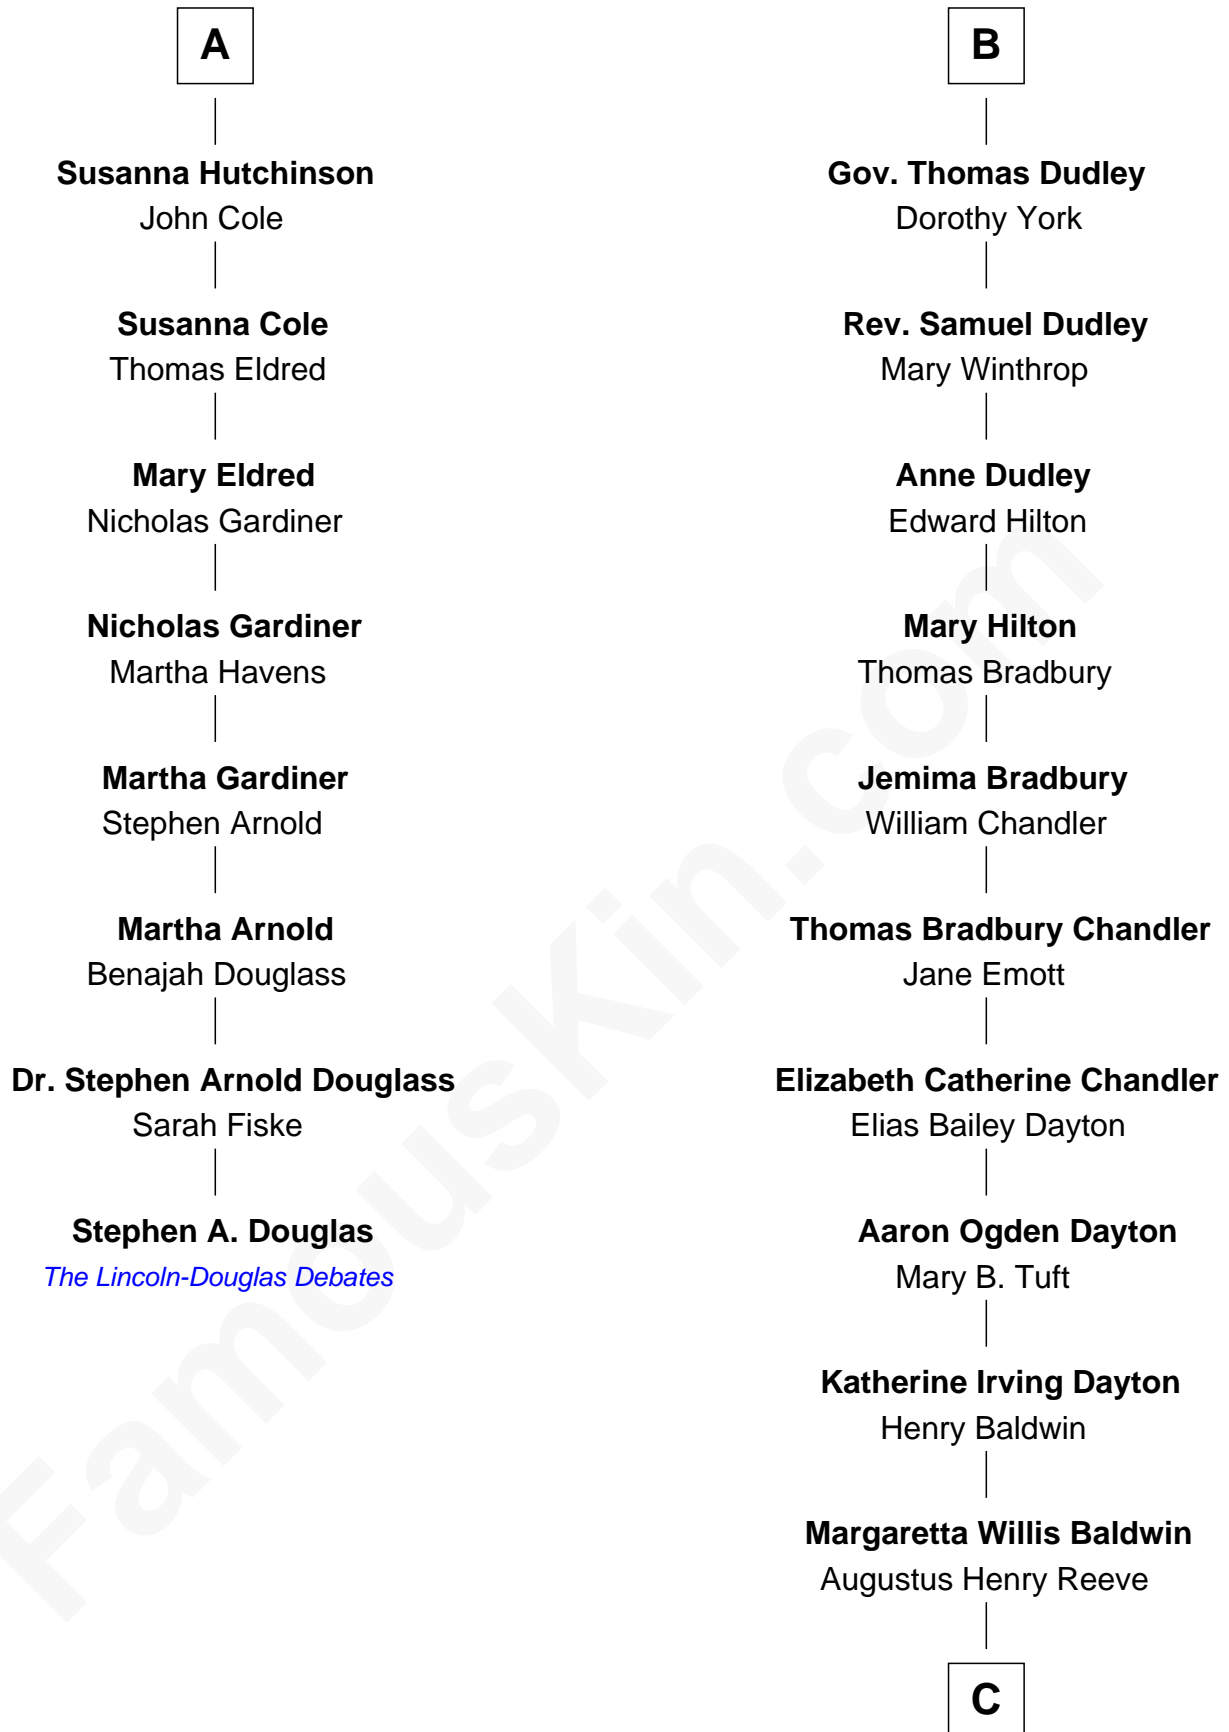 A
Susanna Hutchinson
John Cole
Susanna Cole
Thomas Eldred
Mary Eldred
Nicholas Gardiner
Nicholas Gardiner
Martha Havens
Martha Gardiner
Stephen Arnold
Martha Arnold
Benajah Douglass
Dr. Stephen Arnold Douglass
Sarah Fiske
Stephen A. Douglas
The Lincoln-Douglas Debates
B
Gov. Thomas Dudley
Dorothy York
Rev. Samuel Dudley
Mary Winthrop
Anne Dudley
Edward Hilton
Mary Hilton
Thomas Bradbury
Jemima Bradbury
William Chandler
Thomas Bradbury Chandler
Jane Emott
Elizabeth Catherine Chandler
Elias Bailey Dayton
Aaron Ogden Dayton
Mary B. Tuft
Katherine Irving Dayton
Henry Baldwin
Margaretta Willis Baldwin
Augustus Henry Reeve
C
FamousKin.com